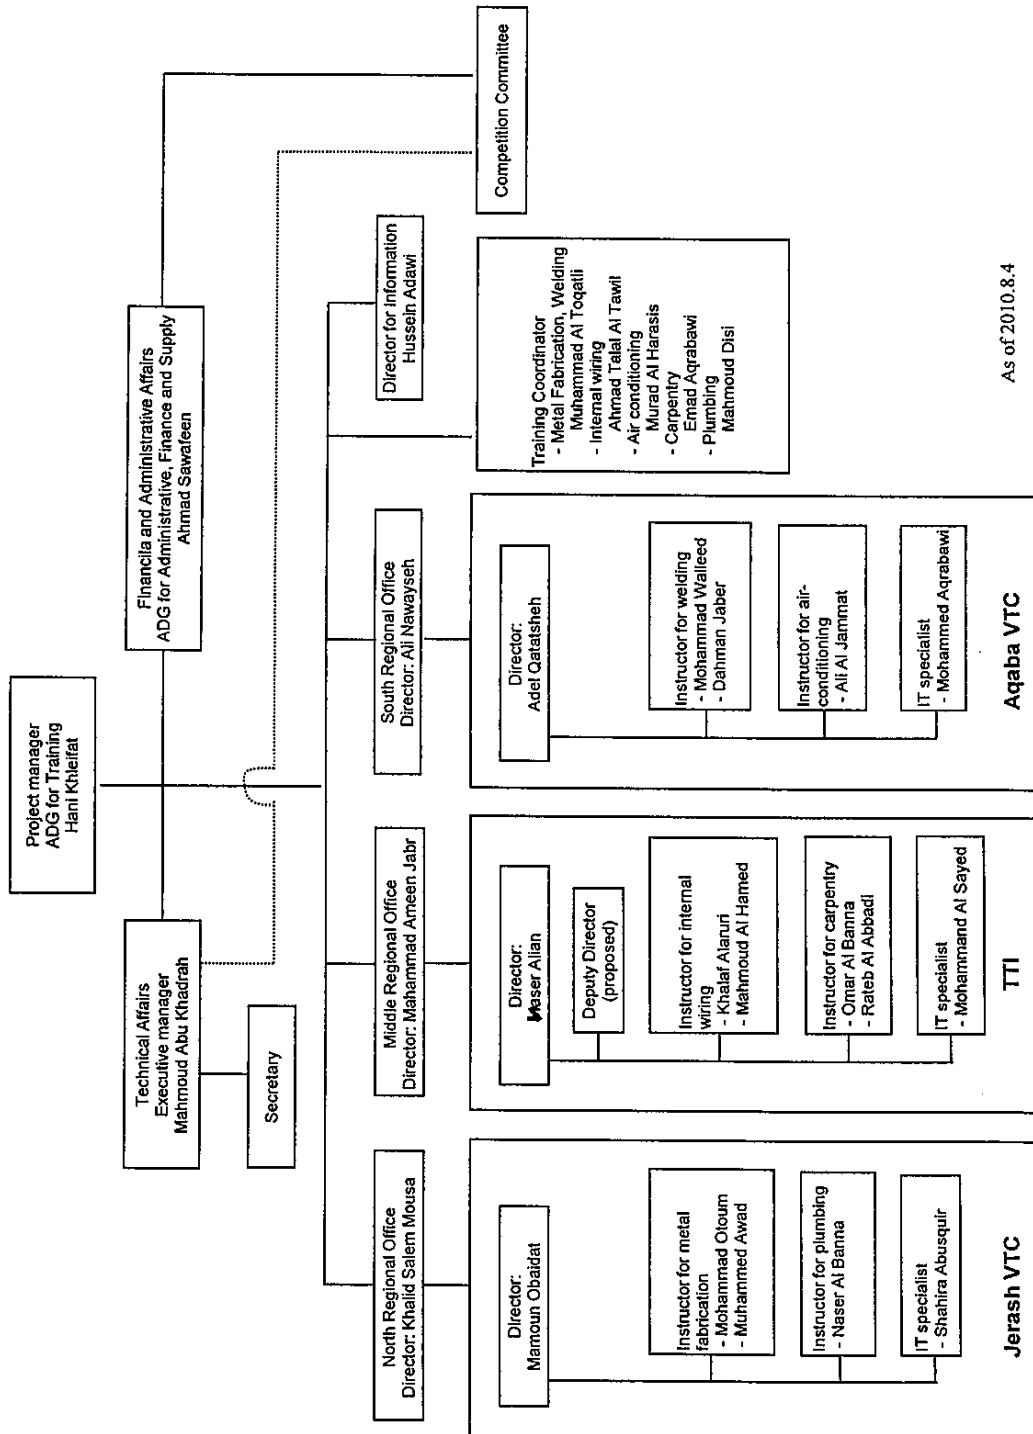 Project manager
ADG for Training
Hani Khleifat
Technical Affairs
Executive manager
Mahmoud Abu Khadrah
Secretary
Financila and Administrative Affairs
ADG for Administrative, Finance and Supply
Ahmad Sawafeen
North Regional Office
Director: Khalid Salem Mousa
Middle Regional Office
Director: Mahammad Ameen Jabr
South Regional Office
Director: Ali Nawayseh
Director for Information
Hussein Adawi
Competition Committee
Director:
Mamoun Obaidat
Instructor for metal
fabrication
- Mohammad Otoum
- Muhammed Awad
Instructor for plumbing
- Naser Al Banna
IT specialist
- Shahira Abusquir
Jerash VTC
Director:
Alian
Deputy Director
(proposed)
Instructor for internal
wiring
- Khalaf Alaruri
- Mahmoud Al Hamed
Instructor for carpentry
- Omar Al Banna
- Rateb Al Abbadi
IT specialist
- Mohammand Al Sayed
TTI
Director:
Adel Qatatsheh
Instructor for welding
- Mohammad Walleed
- Dahman Jaber
Instructor for air-
conditioning
- Ali Al Jammat
IT specialist
- Mohammed Aqrabawi
Aqaba VTC
Training Coordinator
- Metal Fabrication, Welding
Muhammad Al Toqatli
- Internal wiring
Ahmad Talal Al Tawil
- Air conditioning
Murad Al Harasis
- Carpentry
Emad Aqrabawi
- Plumbing
Mahmoud Disi
As of 2010.8.4